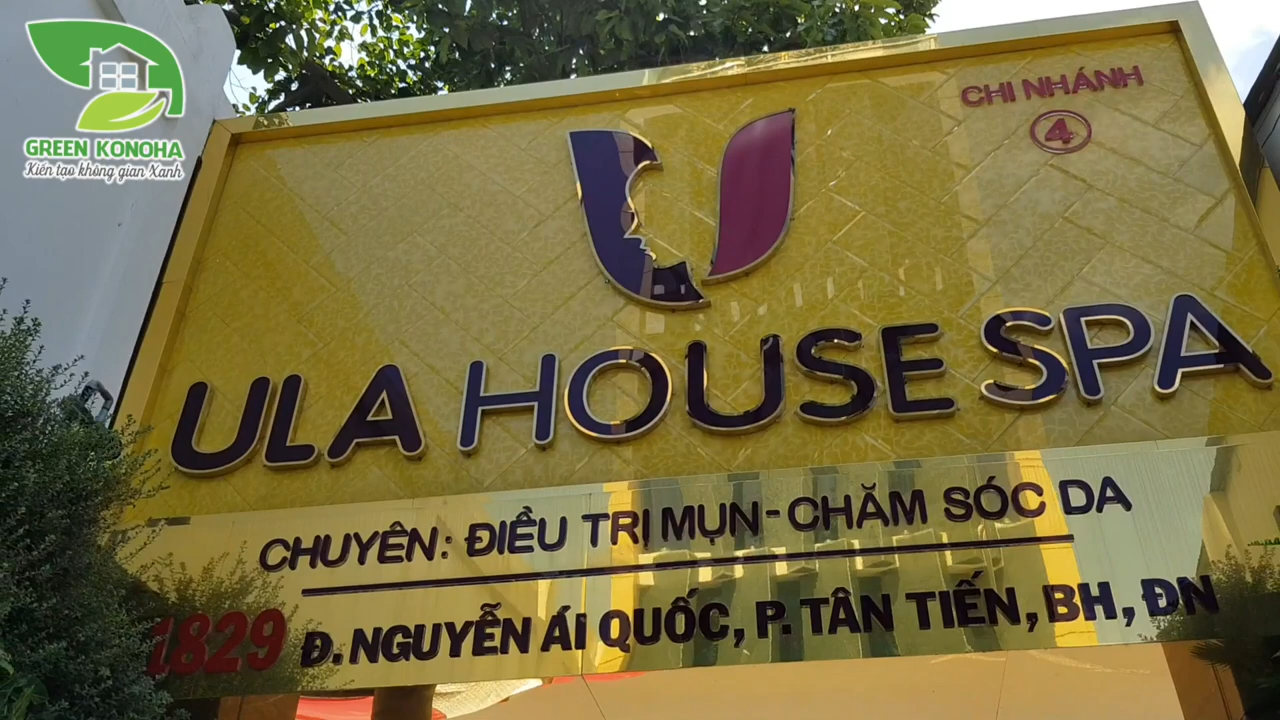 GREEN KONOHA
Kiến tạo không gian Xanh
CHI NHÁNH
4
ULA HOUSE SPA
CHUYÊN: ĐIỀU TRỊ MỤN - CHĂM SÓC DA
1829 Đ. NGUYỄN ÁI QUỐC, P. TÂN TIẾN, BH, ĐN